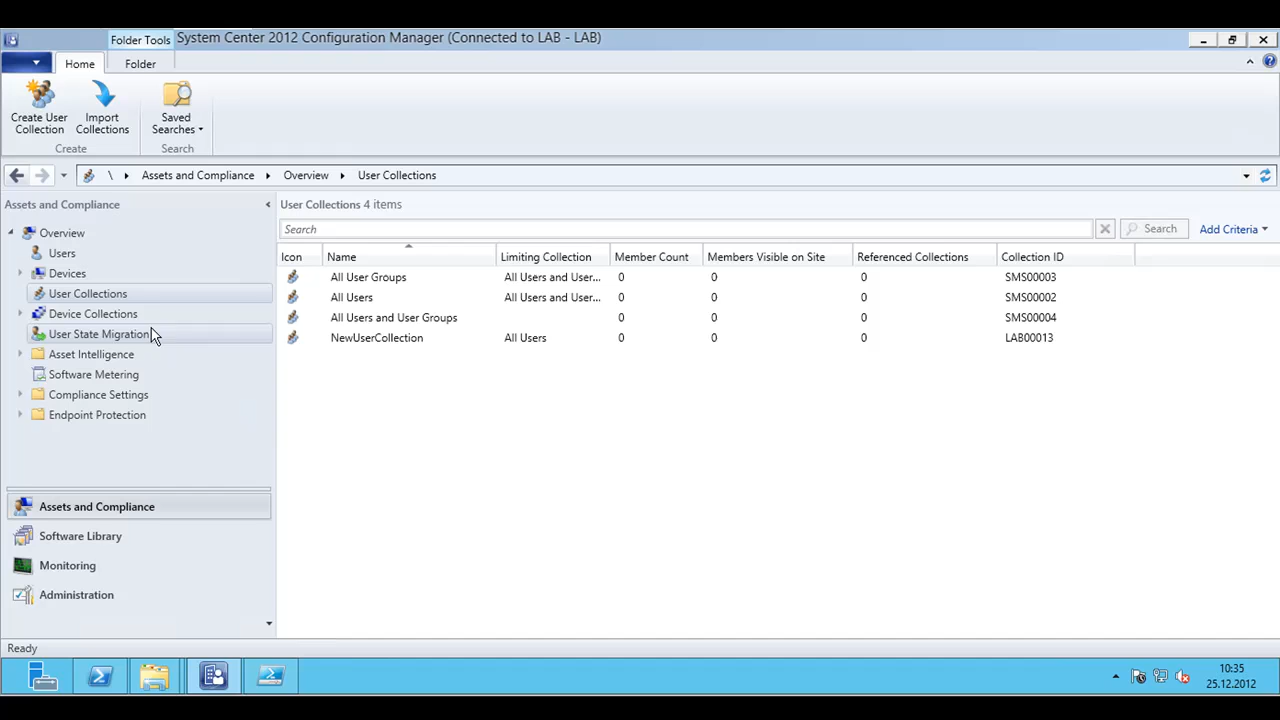 Folder Tools
System Center 2012 Configuration Manager (Connected to LAB - LAB)
Home
Folder
Create User
Collection
Import
Collections
Saved
Searches
Create
Search
\
Assets and Compliance
Overview
User Collections
Assets and Compliance
Overview
Users
Devices
User Collections
Device Collections
User State Migration
Asset Intelligence
Software Metering
Compliance Settings
Endpoint Protection
Assets and Compliance
Software Library
Monitoring
Administration
User Collections 4 items
Search
Search
Add Criteria
Icon Name Limiting Collection Member Count Members Visible on Site Referenced Collections Collection ID
All User Groups All Users and User... 0 0 0 SMS00003
All Users All Users and User... 0 0 0 SMS00002
All Users and User Groups 0 0 0 SMS00004
NewUserCollection All Users 0 0 0 LAB00013
Ready
10:35
25.12.2012